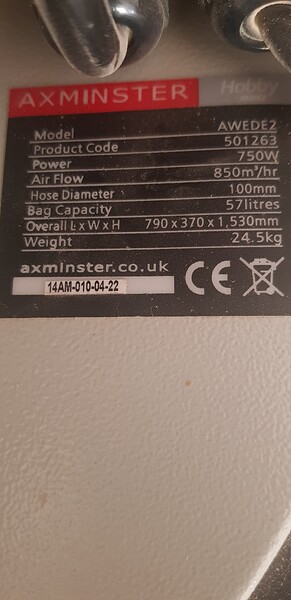 AXMINSTER Hobby
Model AWEDE2
Product Code 501263
Power 750W
Air Flow 850m³/hr
Hose Diameter 100mm
Bag Capacity 57litres
Overall L x W x H 790 x 370 x 1,530mm
Weight 24.5kg
axminster.co.uk
14AM-010-04-22
CE